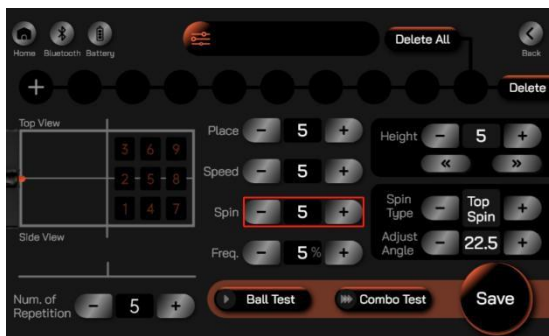 Delete All
Home Bluetooth Battery
Back
+
Delete
Top View
3 6 9
2 5 8
1 4 7
Side View
Place - 5 +
Speed - 5 +
Spin - 5 +
Freq. - 5 % +
Height - 5 +
« »
Spin Type - Top Spin +
Adjust Angle - 22.5 +
Num. of Repetition - 5 +
Ball Test
Combo Test
Save